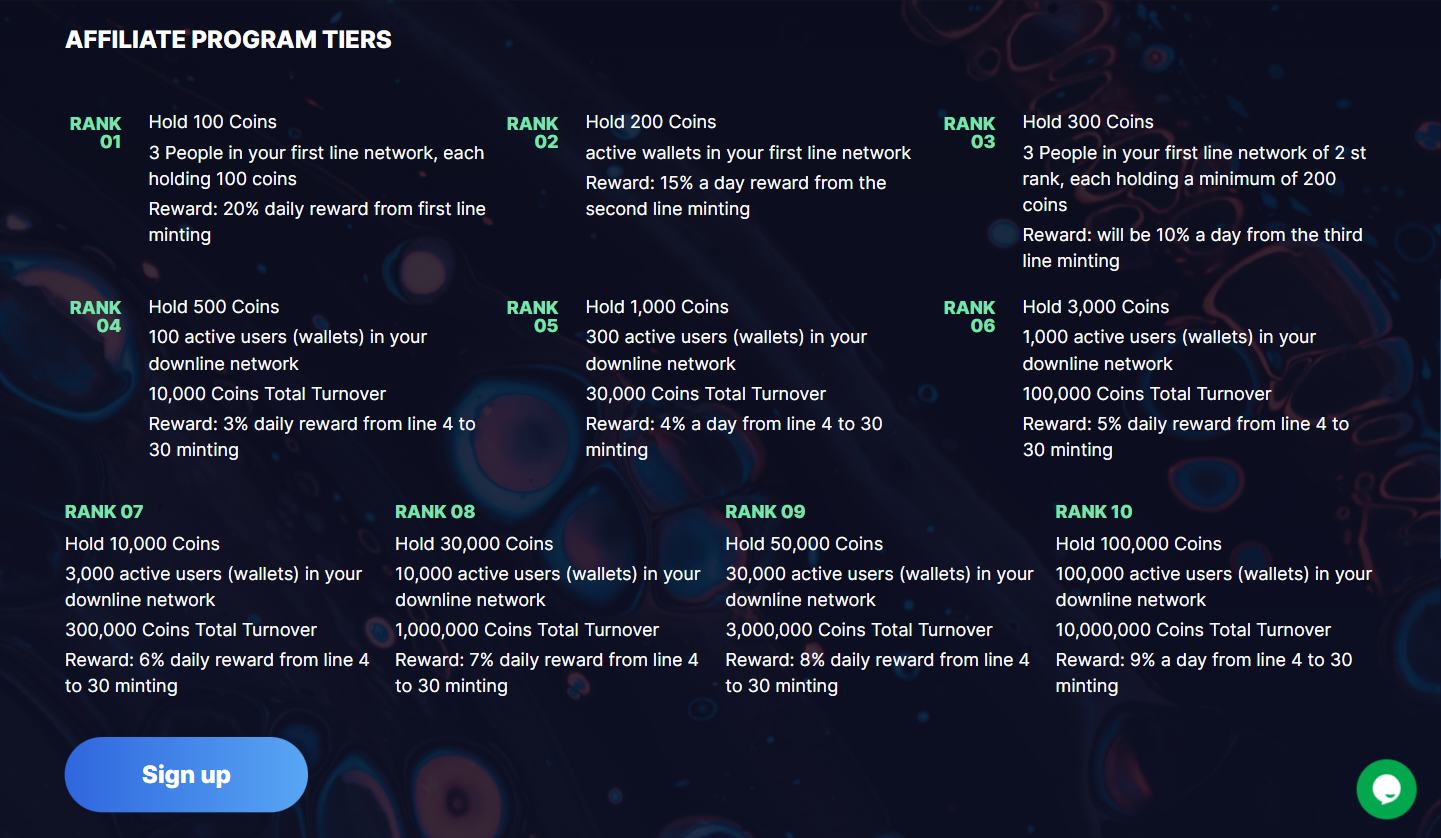 AFFILIATE PROGRAM TIERS
RANK
01
Hold 100 Coins
3 People in your first line network, each
holding 100 coins
Reward: 20% daily reward from first line
minting
RANK
02
Hold 200 Coins
active wallets in your first line network
Reward: 15% a day reward from the
second line minting
RANK
03
Hold 300 Coins
3 People in your first line network of 2 st
rank, each holding a minimum of 200
coins
Reward: will be 10% a day from the third
line minting
RANK
04
Hold 500 Coins
100 active users (wallets) in your
downline network
10,000 Coins Total Turnover
Reward: 3% daily reward from line 4 to
30 minting
RANK
05
Hold 1,000 Coins
300 active users (wallets) in your
downline network
30,000 Coins Total Turnover
Reward: 4% a day from line 4 to 30
minting
RANK
06
Hold 3,000 Coins
1,000 active users (wallets) in your
downline network
100,000 Coins Total Turnover
Reward: 5% daily reward from line 4 to
30 minting
RANK 07
Hold 10,000 Coins
3,000 active users (wallets) in your
downline network
300,000 Coins Total Turnover
Reward: 6% daily reward from line 4
to 30 minting
RANK 08
Hold 30,000 Coins
10,000 active users (wallets) in your
downline network
1,000,000 Coins Total Turnover
Reward: 7% daily reward from line 4
to 30 minting
RANK 09
Hold 50,000 Coins
30,000 active users (wallets) in your
downline network
3,000,000 Coins Total Turnover
Reward: 8% daily reward from line 4
to 30 minting
RANK 10
Hold 100,000 Coins
100,000 active users (wallets) in your
downline network
10,000,000 Coins Total Turnover
Reward: 9% a day from line 4 to 30
minting
Sign up